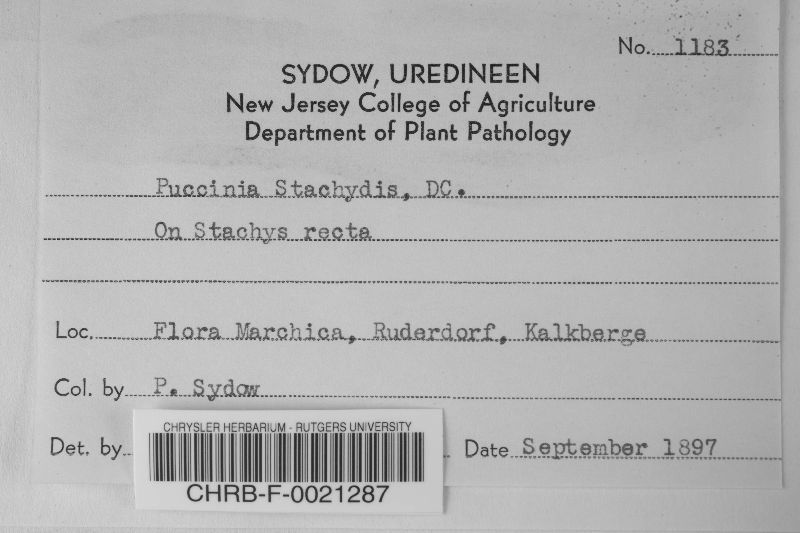 No. 1183
SYDOW, UREDINEEN
New Jersey College of Agriculture
Department of Plant Pathology
Puccinia Stachydis, DC.
On Stachys recta
Loc. Flora Marchica, Ruderdorf, Kalkberge
Col. by P. Sydow
Det. by Date September 1897
CHRYSLER HERBARIUM - RUTGERS UNIVERSITY
CHRB-F-0021287